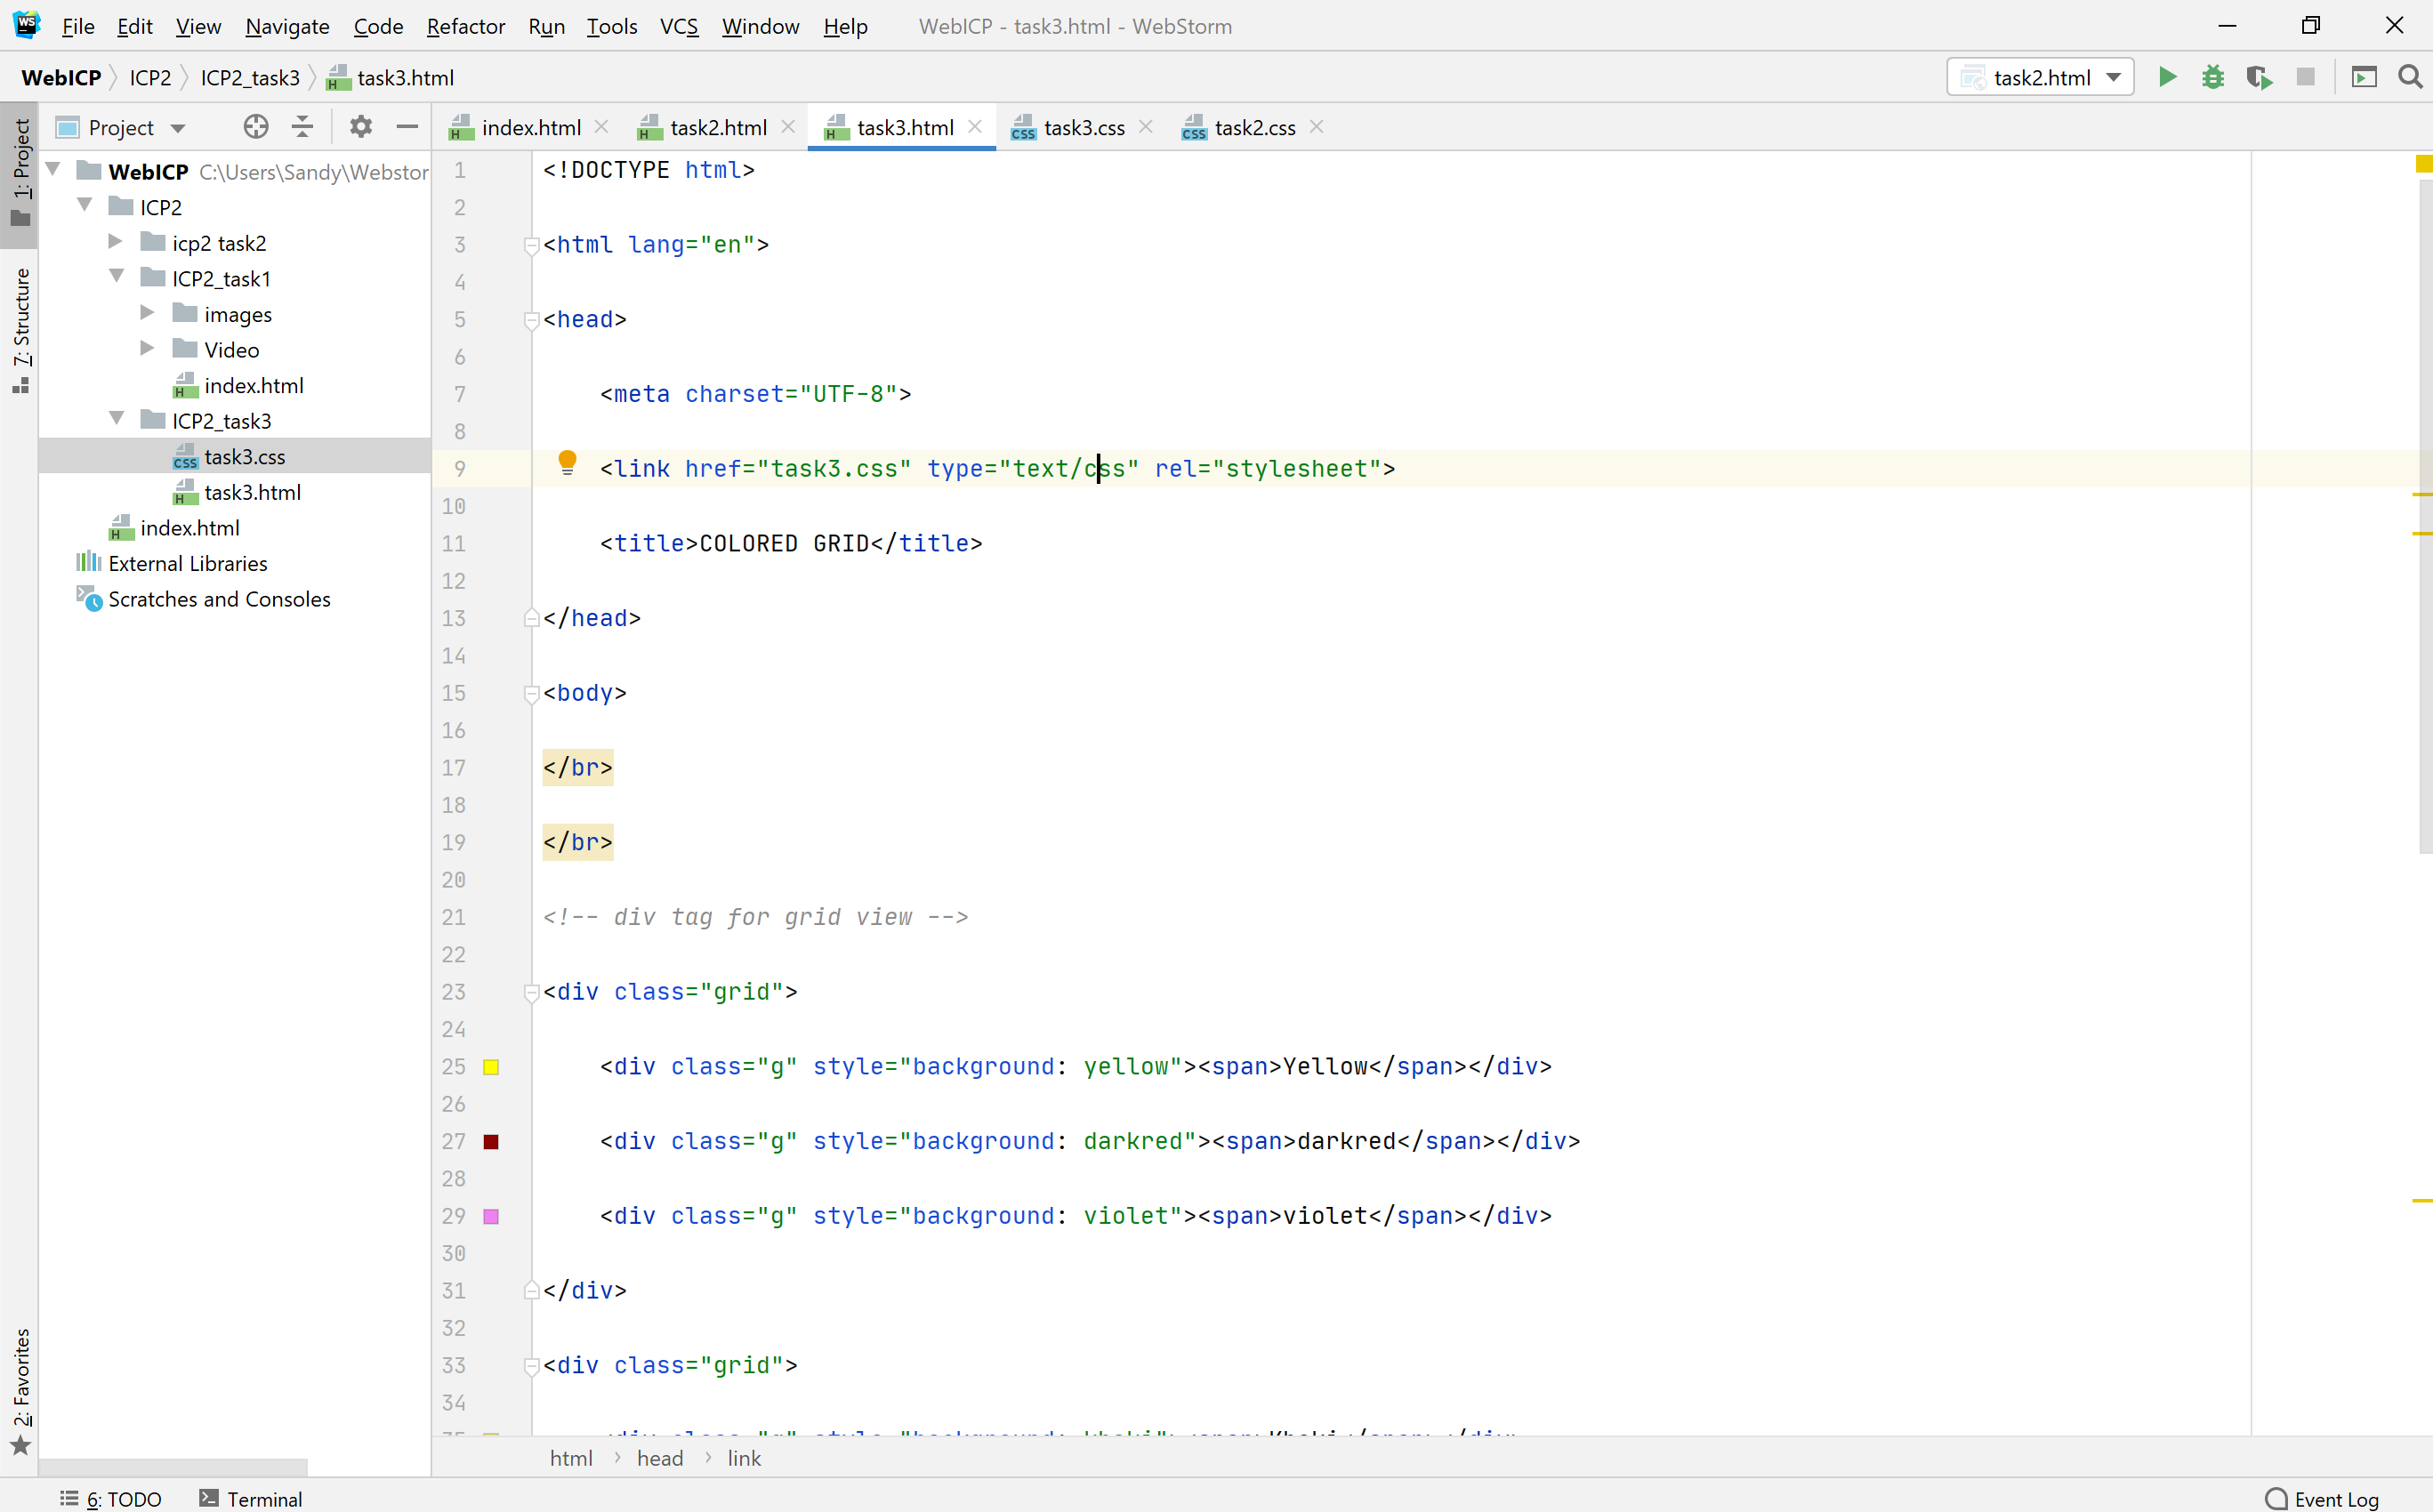 WS File Edit View Navigate Code Refactor Run Tools VCS Window Help WebICP - task3.html - WebStorm
WebICP ICP2 ICP2_task3 task3.html task2.html
1: Project
7: Structure
2: Favorites
Project
index.html task2.html task3.html task3.css task2.css
WebICP C:\Users\Sandy\Webstor
ICP2
icp2 task2
ICP2_task1
images
Video
index.html
ICP2_task3
task3.css
task3.html
index.html
External Libraries
Scratches and Consoles
1 <!DOCTYPE html>
2
3 <html lang="en">
4
5 <head>
6
7 <meta charset="UTF-8">
8
9 <link href="task3.css" type="text/css" rel="stylesheet">
10
11 <title>COLORED GRID</title>
12
13 </head>
14
15 <body>
16
17 </br>
18
19 </br>
20
21 <!-- div tag for grid view -->
22
23 <div class="grid">
24
25 <div class="g" style="background: yellow"><span>Yellow</span></div>
26
27 <div class="g" style="background: darkred"><span>darkred</span></div>
28
29 <div class="g" style="background: violet"><span>violet</span></div>
30
31 </div>
32
33 <div class="grid">
34
html head link
6: TODO Terminal Event Log